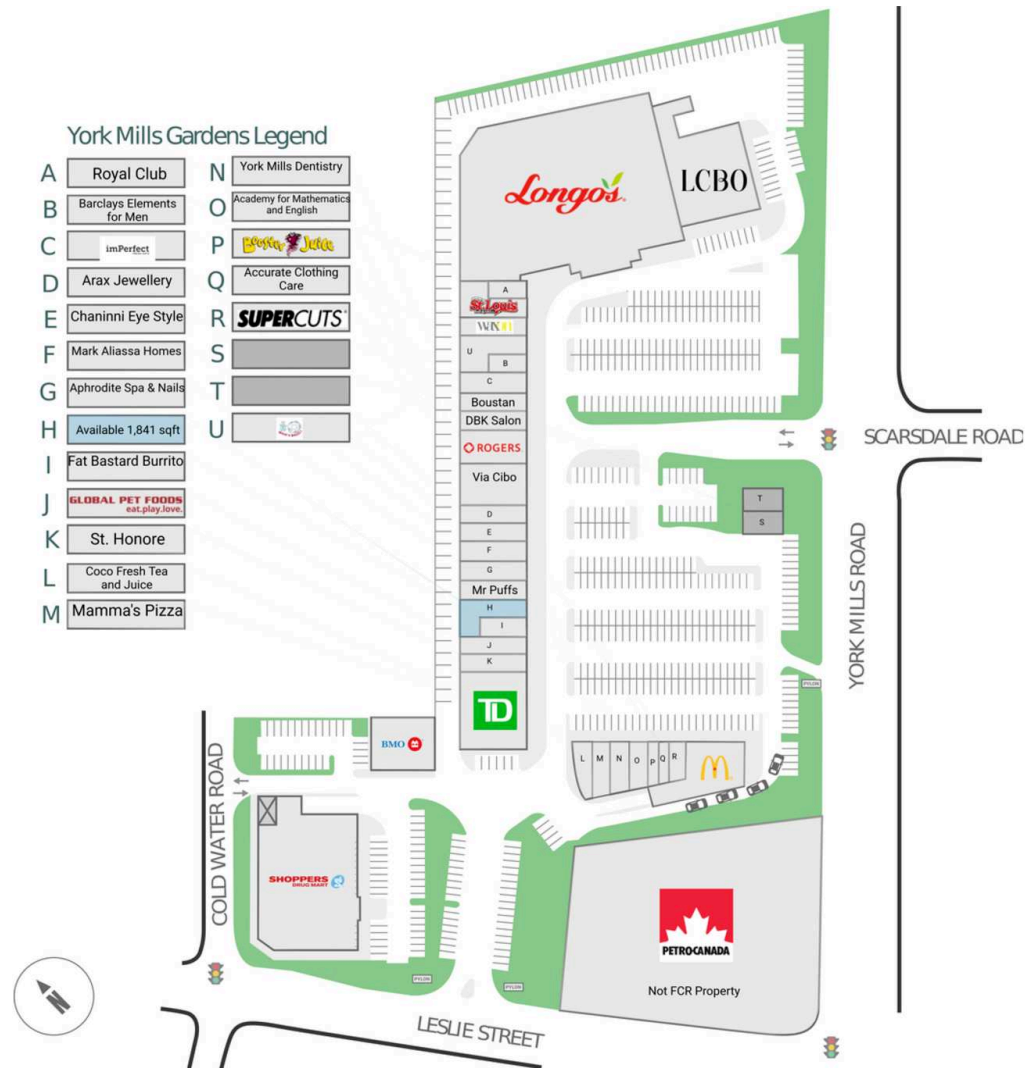 York Mills Gardens Legend
A Royal Club
B Barclays Elements
for Men
C imPerfect
D Arax Jewellery
E Chaninni Eye Style
F Mark Aliassa Homes
G Aphrodite Spa & Nails
H Available 1,841 sqft
I Fat Bastard Burrito
J GLOBAL PET FOODS
eat.play.love.
K St. Honore
L Coco Fresh Tea
and Juice
M Mamma's Pizza
N York Mills Dentistry
O Academy for Mathematics
and English
P Booster Juice
Q Accurate Clothing
Care
R SUPERCUTS
S
T
U
Longo's
LCBO
A
St. Louis
U
B
C
Boustan
DBK Salon
ROGERS
Via Cibo
D
E
F
G
Mr Puffs
H
I
J
K
TD
T
S
SCARSDALE ROAD
YORK MILLS ROAD
PYLON
BMO
L M N O P Q R
COLD WATER ROAD
SHOPPERS
DRUG MART
PETRO CANADA
Not FCR Property
PYLON
PYLON
LESLIE STREET
N